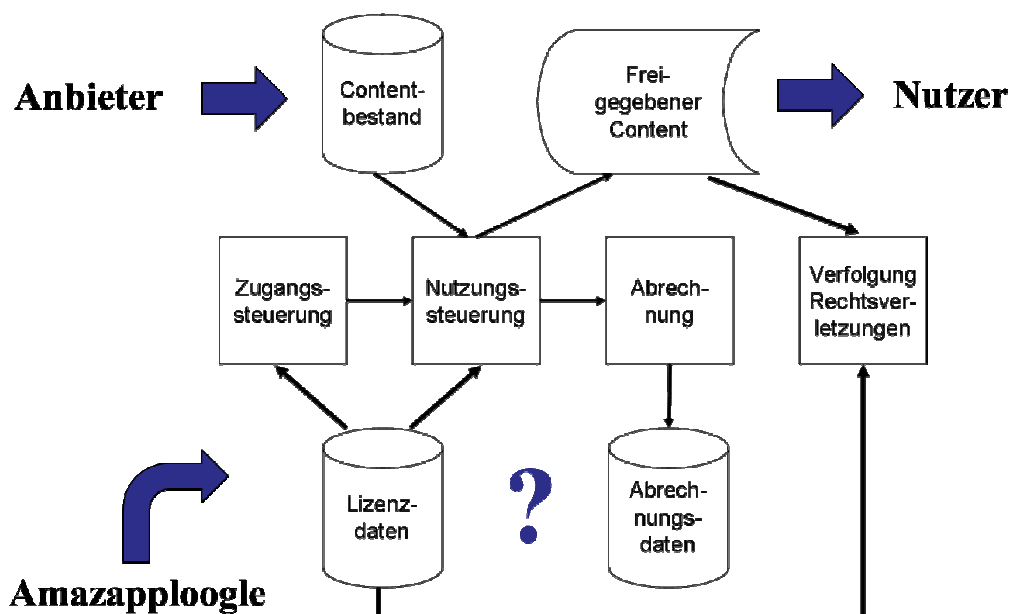 Anbieter
Content-
bestand
Frei-
gegebener
Content
Nutzer
Zugangs-
steuerung
Nutzungs-
steuerung
Abrech-
nung
Verfolgung
Rechtsver-
letzungen
Lizenz-
daten
?
Abrech-
nungs-
daten
Amazapploogle